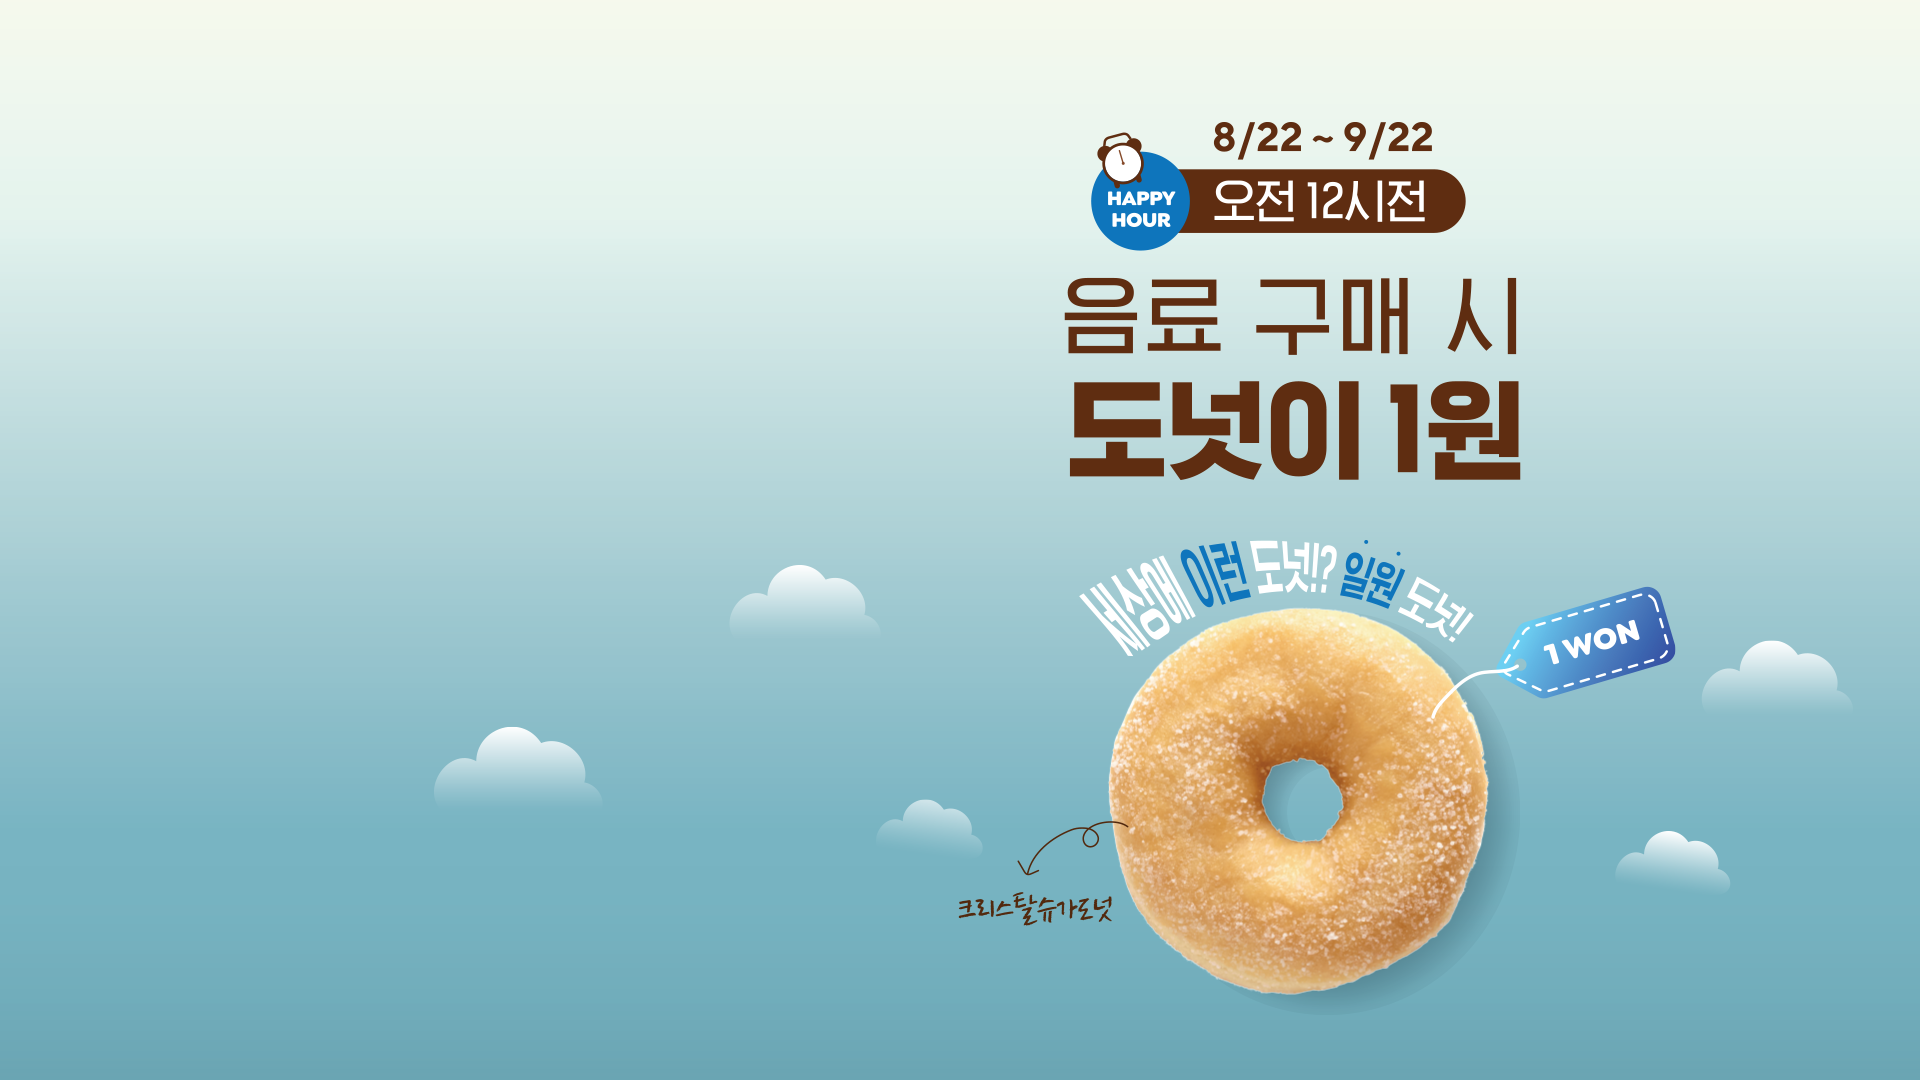 8/22 ~ 9/22
HAPPY
HOUR
오전 12시전
음료 구매 시
도넛이 1원
세상에 이런 도넷!? 일원 도넛!
1 WON
크리스탈슈가도넛